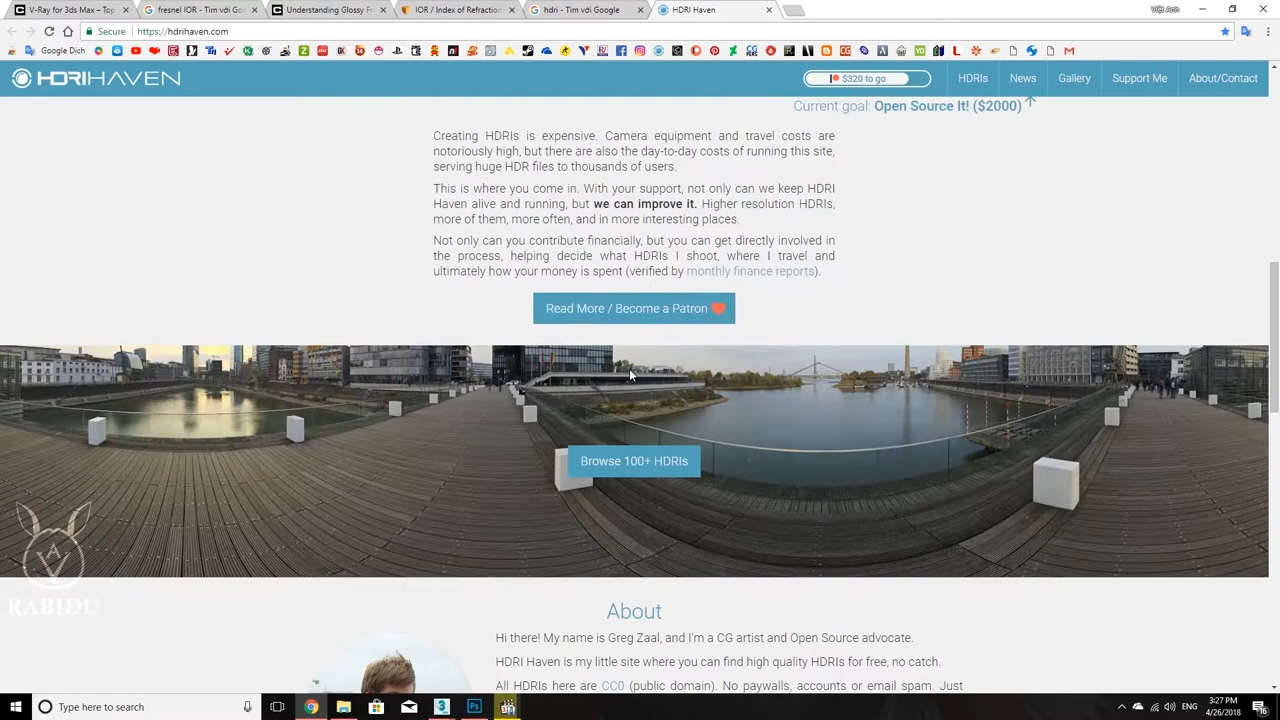 V-Ray for 3ds Max – Top
fresnel IOR - Tìm với Goo
Understanding Glossy Fr
IOR / Index of Refraction
hdri - Tìm với Google
HDRI Haven
Việt Anh
Secure
https://hdrihaven.com
Google Dịch
HDRIHAVEN
$320 to go
HDRIs
News
Gallery
Support Me
About/Contact
Current goal: Open Source It! ($2000)
Creating HDRIs is expensive. Camera equipment and travel costs are
notoriously high, but there are also the day-to-day costs of running this site,
serving huge HDR files to thousands of users.
This is where you come in. With your support, not only can we keep HDRI
Haven alive and running, but we can improve it. Higher resolution HDRIs,
more of them, more often, and in more interesting places.
Not only can you contribute financially, but you can get directly involved in
the process, helping decide what HDRIs I shoot, where I travel and
ultimately how your money is spent (verified by monthly finance reports).
Read More / Become a Patron
Browse 100+ HDRIs
About
Hi there! My name is Greg Zaal, and I'm a CG artist and Open Source advocate.
HDRI Haven is my little site where you can find high quality HDRIs for free, no catch.
All HDRIs here are CC0 (public domain). No paywalls, accounts or email spam. Just
Type here to search
ENG
3:27 PM
4/26/2018
16